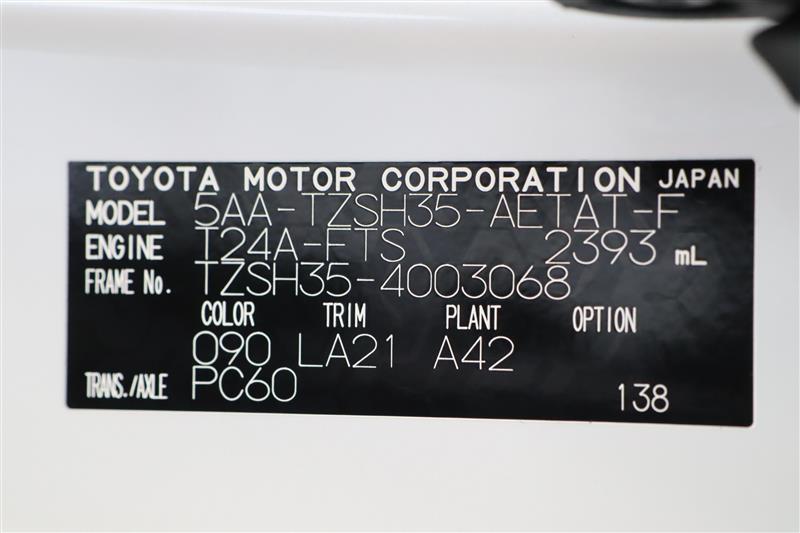 TOYOTA MOTOR CORPORATION JAPAN
MODEL 5AA-TZSH35-AETAT-F
ENGINE T24A-FTS 2393 mL
FRAME No. TZSH35-4003068
COLOR TRIM PLANT OPTION
090 LA21 A42
TRANS./AXLE PC60 138